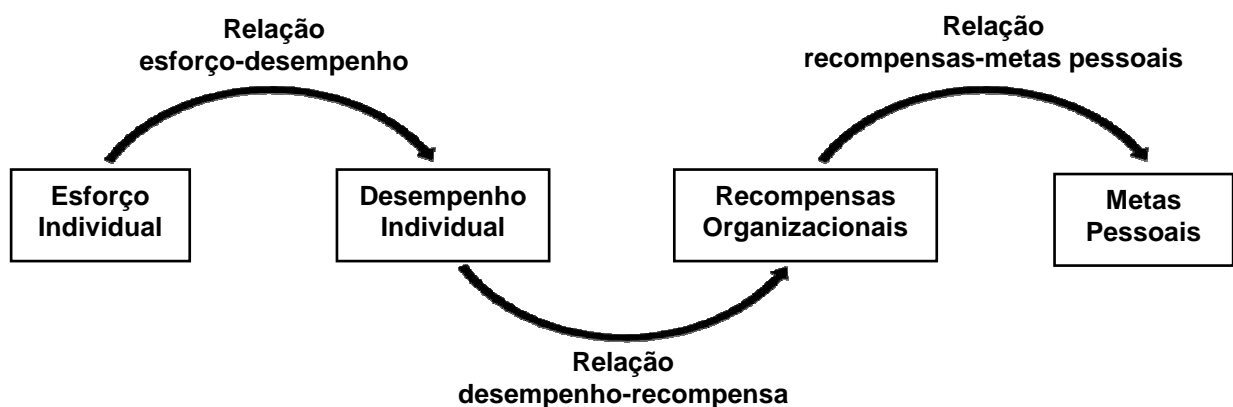 Relação
esforço-desempenho
Relação
recompensas-metas pessoais
Esforço
Individual
Desempenho
Individual
Recompensas
Organizacionais
Metas
Pessoais
Relação
desempenho-recompensa